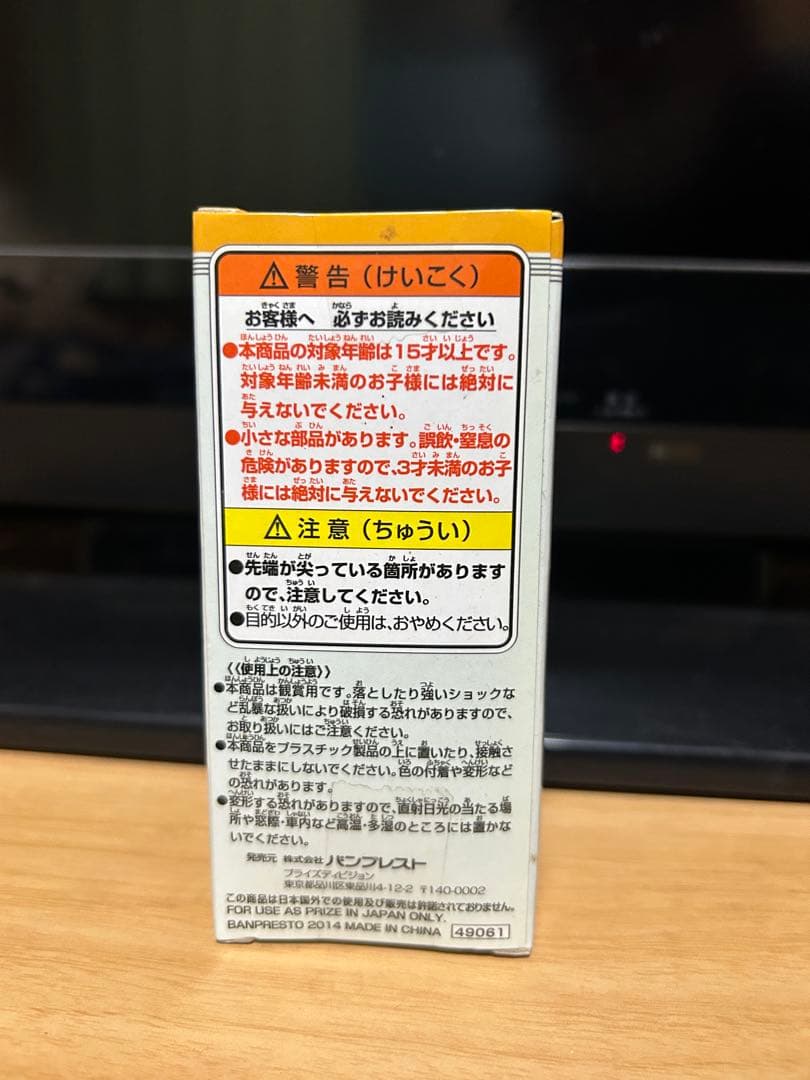 ⚠警告（けいこく）
お客様へ 必ずお読みください
●本商品の対象年齢は15才以上です。
対象年齢未満のお子様には絶対に
与えないでください。
●小さな部品があります。誤飲・窒息の
危険がありますので、3才未満のお子
様には絶対に与えないでください。
⚠注意（ちゅうい）
●先端が尖っている箇所があります
ので、注意してください。
●目的以外のご使用は、おやめください。
《使用上の注意》
●本商品は観賞用です。落としたり強いショックな
ど乱暴な扱いにより破損する恐れがありますので、
お取り扱いにはご注意ください。
●本商品をプラスチック製品の上に置いたり、接触さ
せたままにしないでください。色の付着や変形など
の恐れがあります。
●変形する恐れがありますので、直射日光の当たる場
所や窓際・車内など高温・多湿のところには置かな
いでください。
発売元 株式会社 バンプレスト
プライズディビジョン
東京都品川区東品川4-12-2 〒140-0002
この商品は日本国外での使用及び販売は許諾されておりません。
FOR USE AS PRIZE IN JAPAN ONLY.
BANPRESTO 2014 MADE IN CHINA 49061